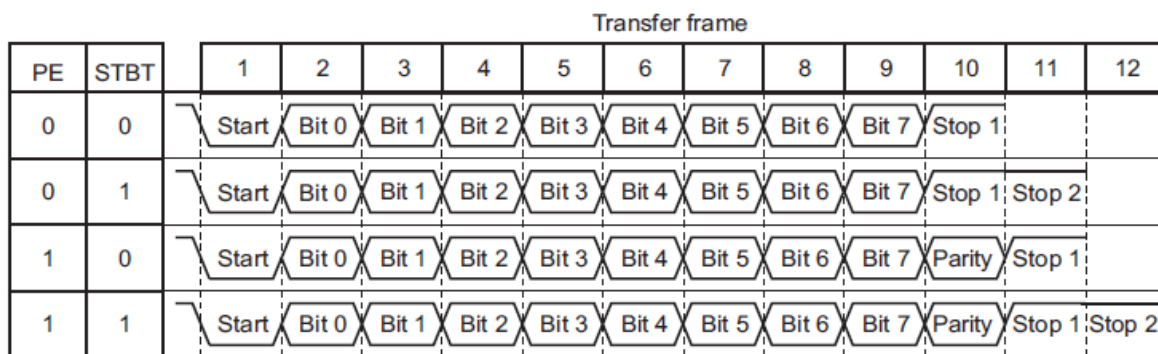 Transfer frame
PE STBT 1 2 3 4 5 6 7 8 9 10 11 12
0 0 Start Bit 0 Bit 1 Bit 2 Bit 3 Bit 4 Bit 5 Bit 6 Bit 7 Stop 1
0 1 Start Bit 0 Bit 1 Bit 2 Bit 3 Bit 4 Bit 5 Bit 6 Bit 7 Stop 1 Stop 2
1 0 Start Bit 0 Bit 1 Bit 2 Bit 3 Bit 4 Bit 5 Bit 6 Bit 7 Parity Stop 1
1 1 Start Bit 0 Bit 1 Bit 2 Bit 3 Bit 4 Bit 5 Bit 6 Bit 7 Parity Stop 1 Stop 2